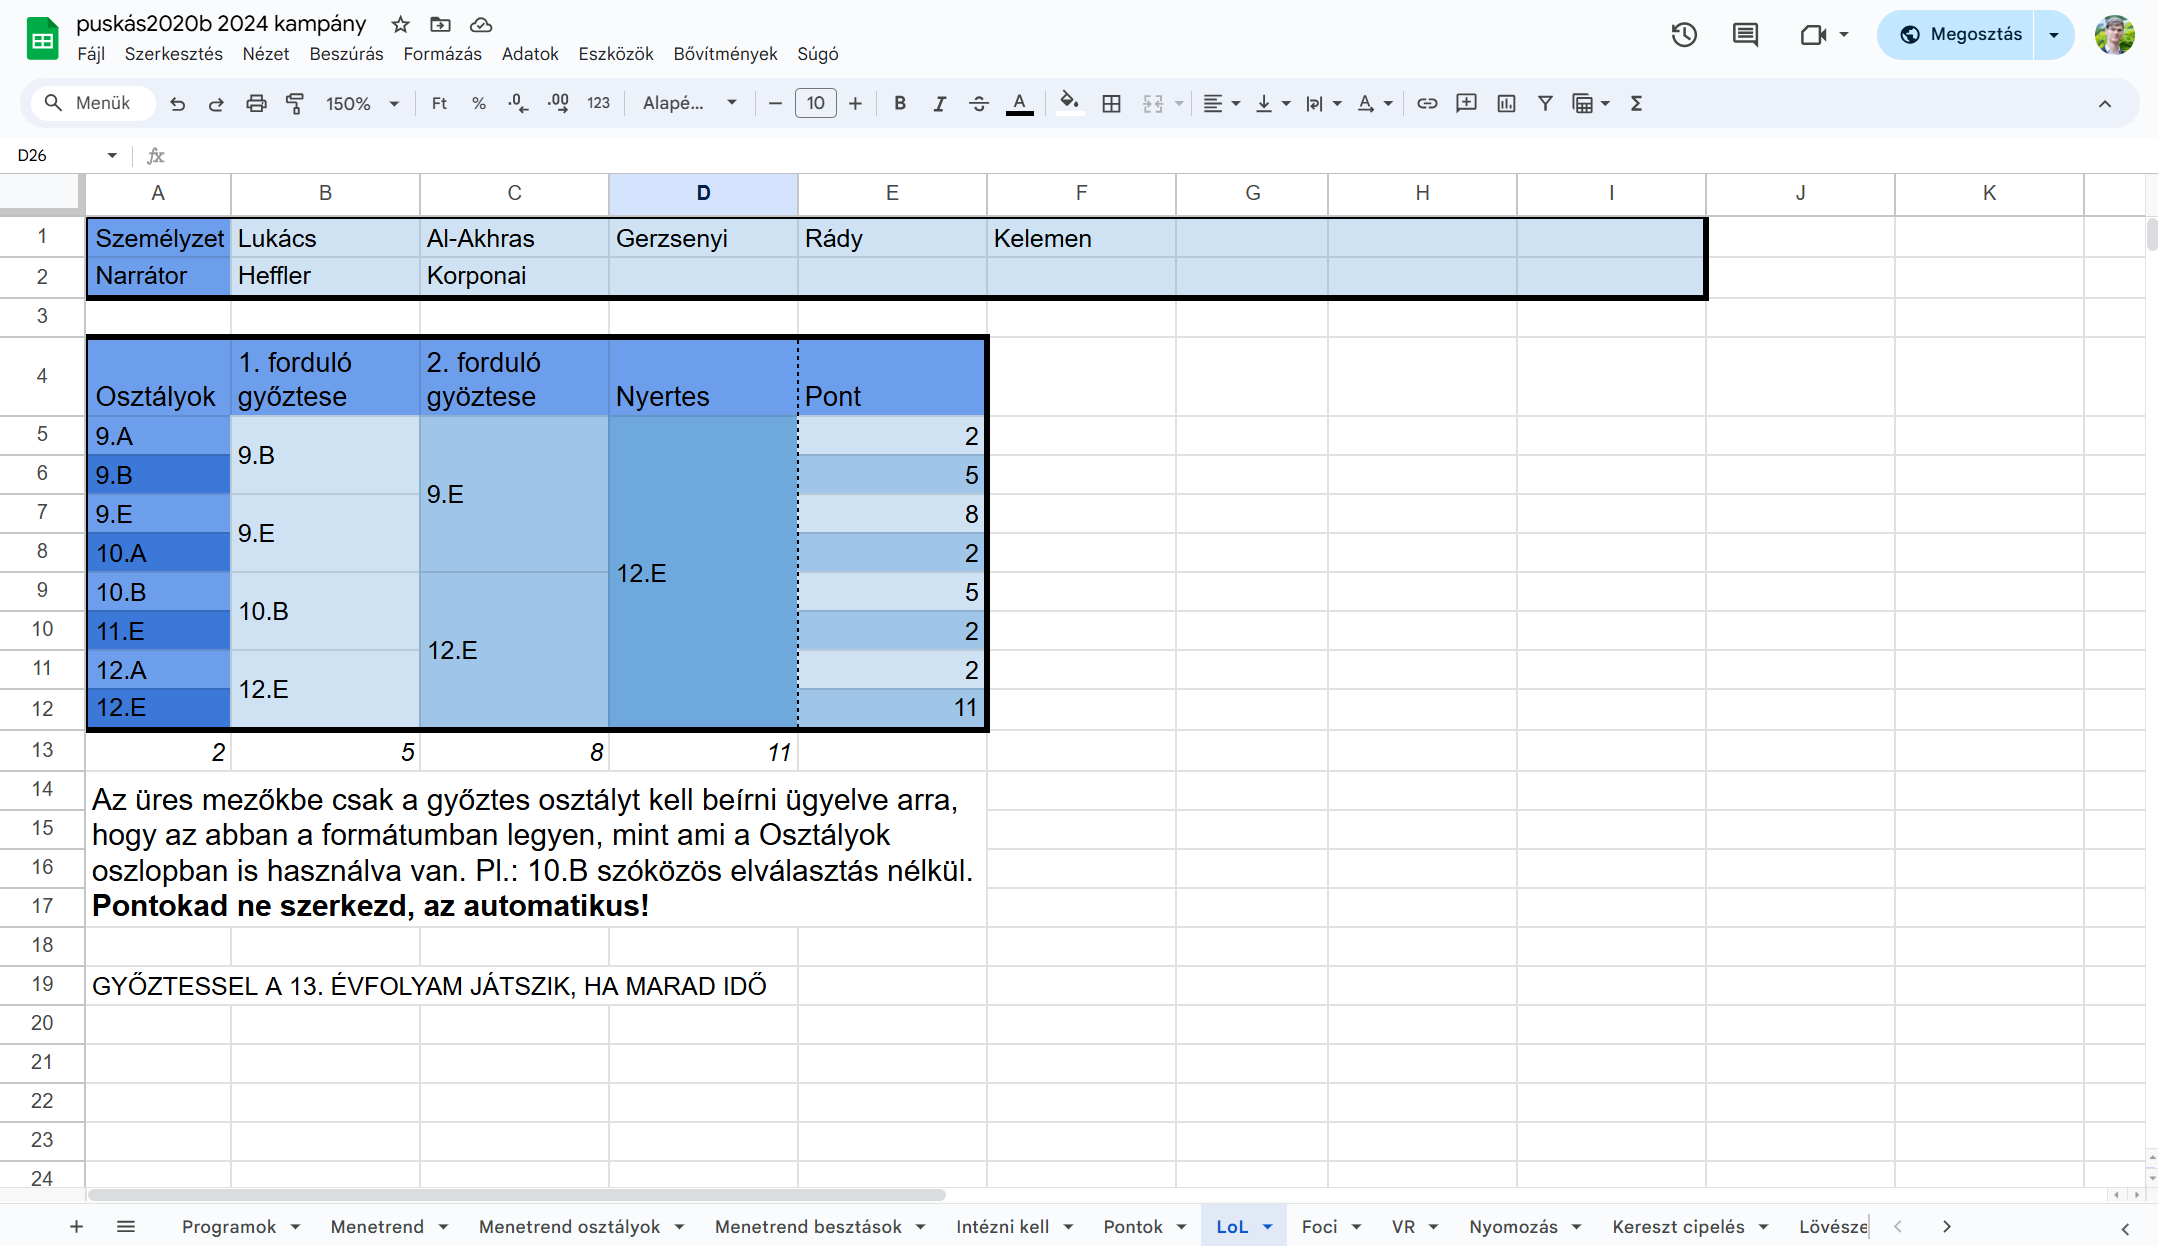 puskás2020b 2024 kampány
Fájl Szerkesztés Nézet Beszúrás Formázás Adatok Eszközök Bővítmények Súgó
Megosztás
Menük 150% Ft % .0 .00 123 Alapé... 10 B I A Σ
D26 fx
A B C D E F G H I J K
1 Személyzet Lukács Al-Akhras Gerzsenyi Rády Kelemen
2 Narrátor Heffler Korponai
3
4 Osztályok 1. forduló győztese 2. forduló gyöztese Nyertes Pont
5 9.A 9.B 9.E 12.E 2
6 9.B 5
7 9.E 9.E 8
8 10.A 2
9 10.B 10.B 12.E 5
10 11.E 2
11 12.A 12.E 2
12 12.E 11
13 2 5 8 11
14 Az üres mezőkbe csak a győztes osztályt kell beírni ügyelve arra,
15 hogy az abban a formátumban legyen, mint ami a Osztályok
16 oszlopban is használva van. Pl.: 10.B szóközös elválasztás nélkül.
17 Pontokad ne szerkezd, az automatikus!
18
19 GYŐZTESSEL A 13. ÉVFOLYAM JÁTSZIK, HA MARAD IDŐ
20
21
22
23
24
Programok Menetrend Menetrend osztályok Menetrend besztások Intézni kell Pontok LoL Foci VR Nyomozás Kereszt cipelés Lövésze